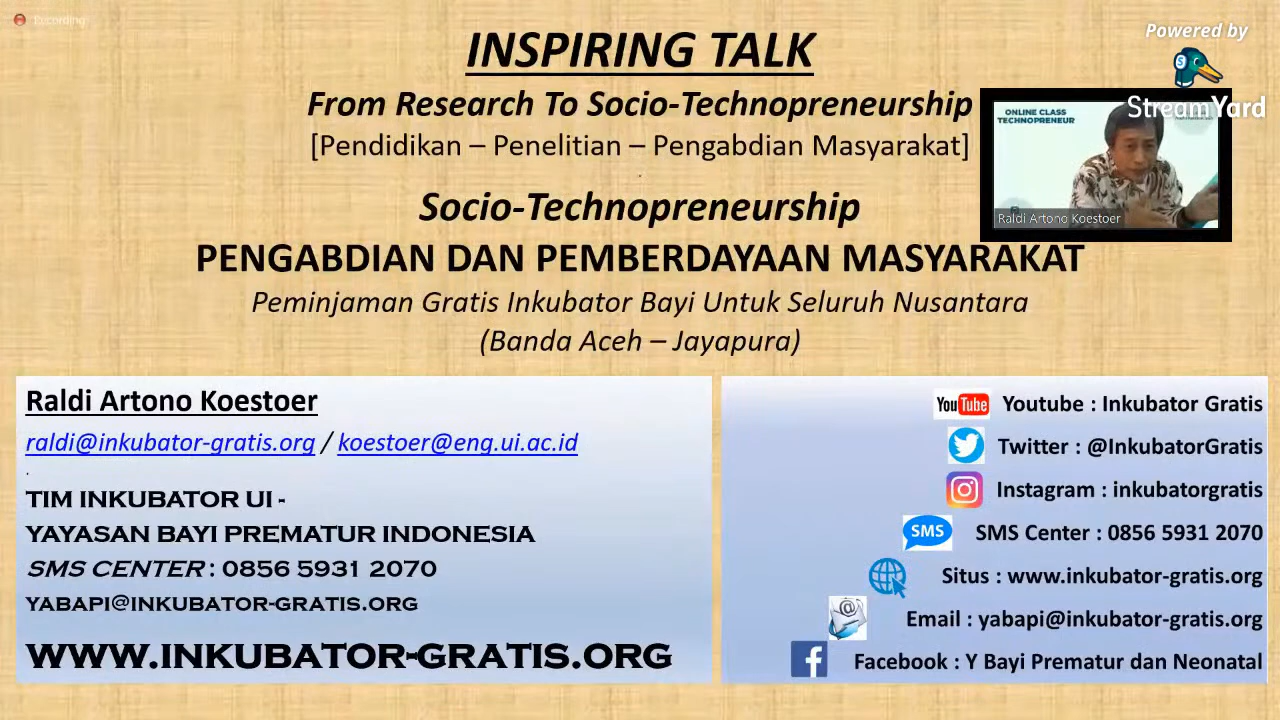 Recording
Powered by
StreamYard
INSPIRING TALK
From Research To Socio-Technopreneurship
[Pendidikan – Penelitian – Pengabdian Masyarakat]
ONLINE CLASS
TECHNOPRENEUR
Raldi Artono Koestoer
Socio-Technopreneurship
PENGABDIAN DAN PEMBERDAYAAN MASYARAKAT
Peminjaman Gratis Inkubator Bayi Untuk Seluruh Nusantara
(Banda Aceh – Jayapura)
Raldi Artono Koestoer
raldi@inkubator-gratis.org / koestoer@eng.ui.ac.id
TIM INKUBATOR UI -
YAYASAN BAYI PREMATUR INDONESIA
SMS CENTER : 0856 5931 2070
YABAPI@INKUBATOR-GRATIS.ORG
WWW.INKUBATOR-GRATIS.ORG
YouTube Youtube : Inkubator Gratis
Twitter : @InkubatorGratis
Instagram : inkubatorgratis
SMS SMS Center : 0856 5931 2070
Situs : www.inkubator-gratis.org
@ Email : yabapi@inkubator-gratis.org
f Facebook : Y Bayi Prematur dan Neonatal